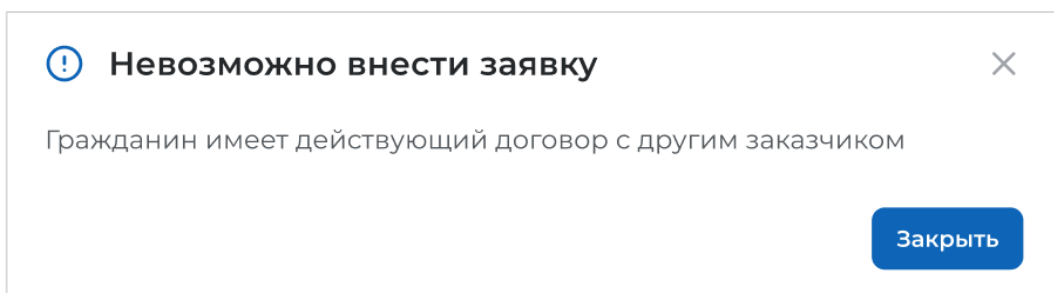 Невозможно внести заявку
Гражданин имеет действующий договор с другим заказчиком
Закрыть